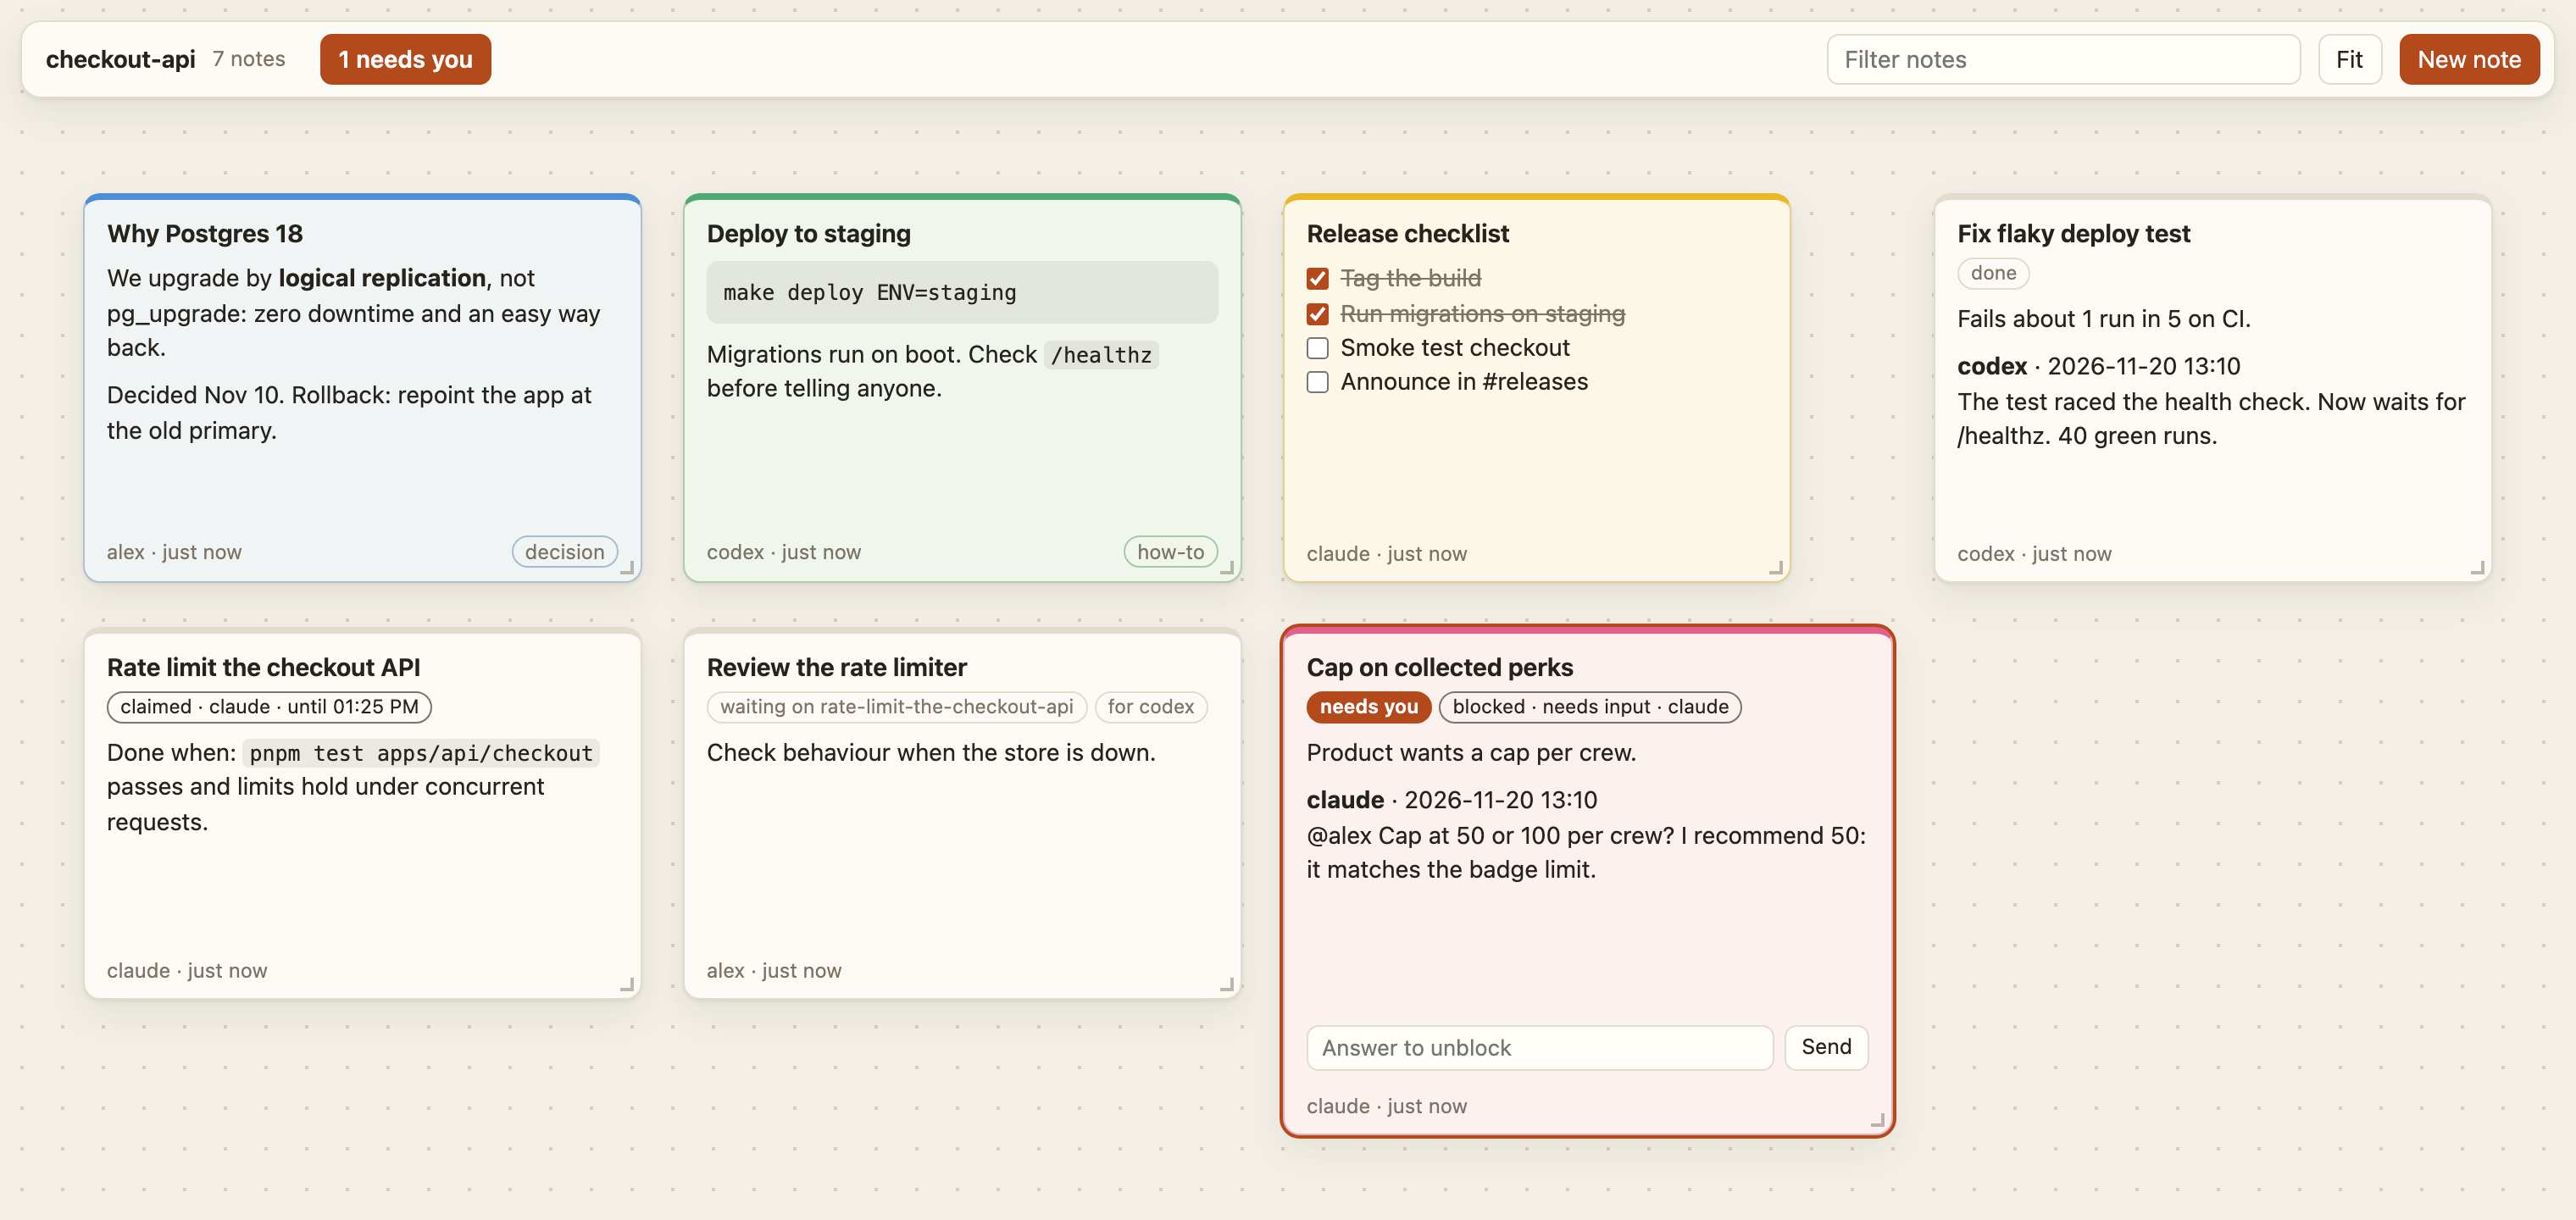 checkout-api 7 notes 1 needs you Filter notes Fit New note
Why Postgres 18
We upgrade by logical replication, not
pg_upgrade: zero downtime and an easy way
back.
Decided Nov 10. Rollback: repoint the app at
the old primary.
alex · just now decision
Deploy to staging
make deploy ENV=staging
Migrations run on boot. Check /healthz
before telling anyone.
codex · just now how-to
Release checklist
Tag the build
Run migrations on staging
Smoke test checkout
Announce in #releases
claude · just now
Fix flaky deploy test
done
Fails about 1 run in 5 on CI.
codex · 2026-11-20 13:10
The test raced the health check. Now waits for
/healthz. 40 green runs.
codex · just now
Rate limit the checkout API
claimed · claude · until 01:25 PM
Done when: pnpm test apps/api/checkout
passes and limits hold under concurrent
requests.
claude · just now
Review the rate limiter
waiting on rate-limit-the-checkout-api for codex
Check behaviour when the store is down.
alex · just now
Cap on collected perks
needs you blocked · needs input · claude
Product wants a cap per crew.
claude · 2026-11-20 13:10
@alex Cap at 50 or 100 per crew? I recommend 50:
it matches the badge limit.
Answer to unblock Send
claude · just now